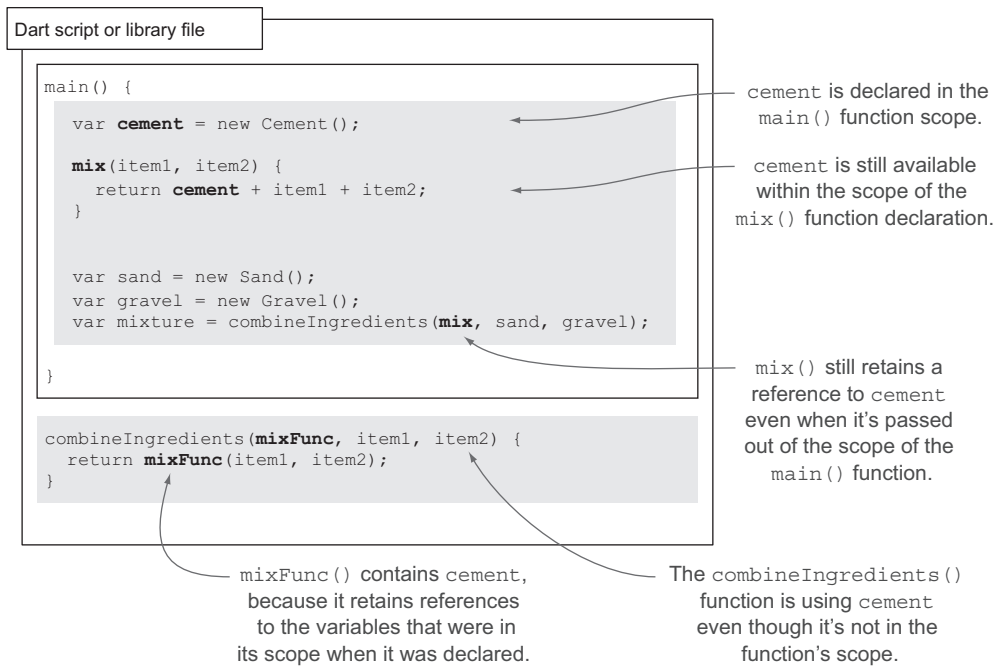 Dart script or library file
main() {
var cement = new Cement();
mix(item1, item2) {
return cement + item1 + item2;
}
var sand = new Sand();
var gravel = new Gravel();
var mixture = combineIngredients(mix, sand, gravel);
}
combineIngredients(mixFunc, item1, item2) {
return mixFunc(item1, item2);
}
cement is declared in the
main() function scope.
cement is still available
within the scope of the
mix() function declaration.
mix() still retains a
reference to cement
even when it's passed
out of the scope of the
main() function.
mixFunc() contains cement,
because it retains references
to the variables that were in
its scope when it was declared.
The combineIngredients()
function is using cement
even though it's not in the
function's scope.